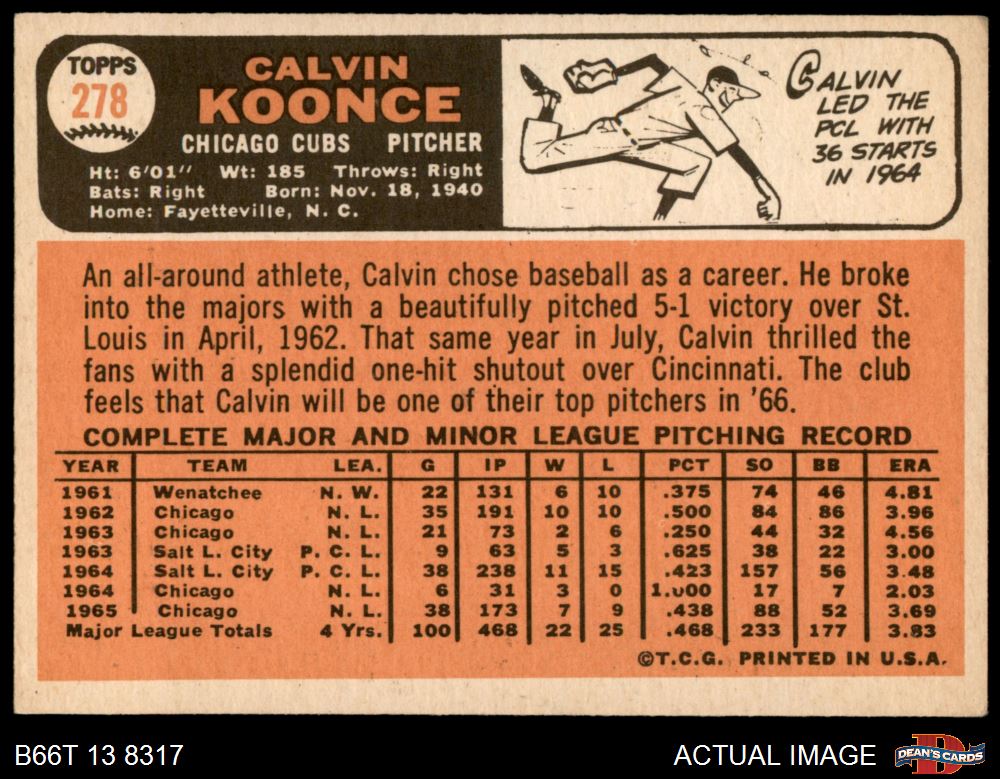 TOPPS
278
CALVIN
KOONCE
CHICAGO CUBS PITCHER
Ht: 6'01" Wt: 185 Throws: Right
Bats: Right Born: Nov. 18, 1940
Home: Fayetteville, N. C.
CALVIN
LED THE
PCL WITH
36 STARTS
IN 1964
An all-around athlete, Calvin chose baseball as a career. He broke
into the majors with a beautifully pitched 5-1 victory over St.
Louis in April, 1962. That same year in July, Calvin thrilled the
fans with a splendid one-hit shutout over Cincinnati. The club
feels that Calvin will be one of their top pitchers in '66.
COMPLETE MAJOR AND MINOR LEAGUE PITCHING RECORD
YEAR TEAM LEA. G IP W L PCT SO BB ERA
1961 Wenatchee N. W. 22 131 6 10 .375 74 46 4.81
1962 Chicago N. L. 35 191 10 10 .500 84 86 3.96
1963 Chicago N. L. 21 73 2 6 .250 44 32 4.56
1963 Salt L. City P. C. L. 9 63 5 3 .625 38 22 3.00
1964 Salt L. City P. C. L. 38 238 11 15 .423 157 56 3.48
1964 Chicago N. L. 6 31 3 0 1.000 17 7 2.03
1965 Chicago N. L. 38 173 7 9 .438 88 52 3.69
Major League Totals 4 Yrs. 100 468 22 25 .468 233 177 3.83
©T.C.G. PRINTED IN U.S.A.
B66T 13 8317 ACTUAL IMAGE DEAN'S CARDS